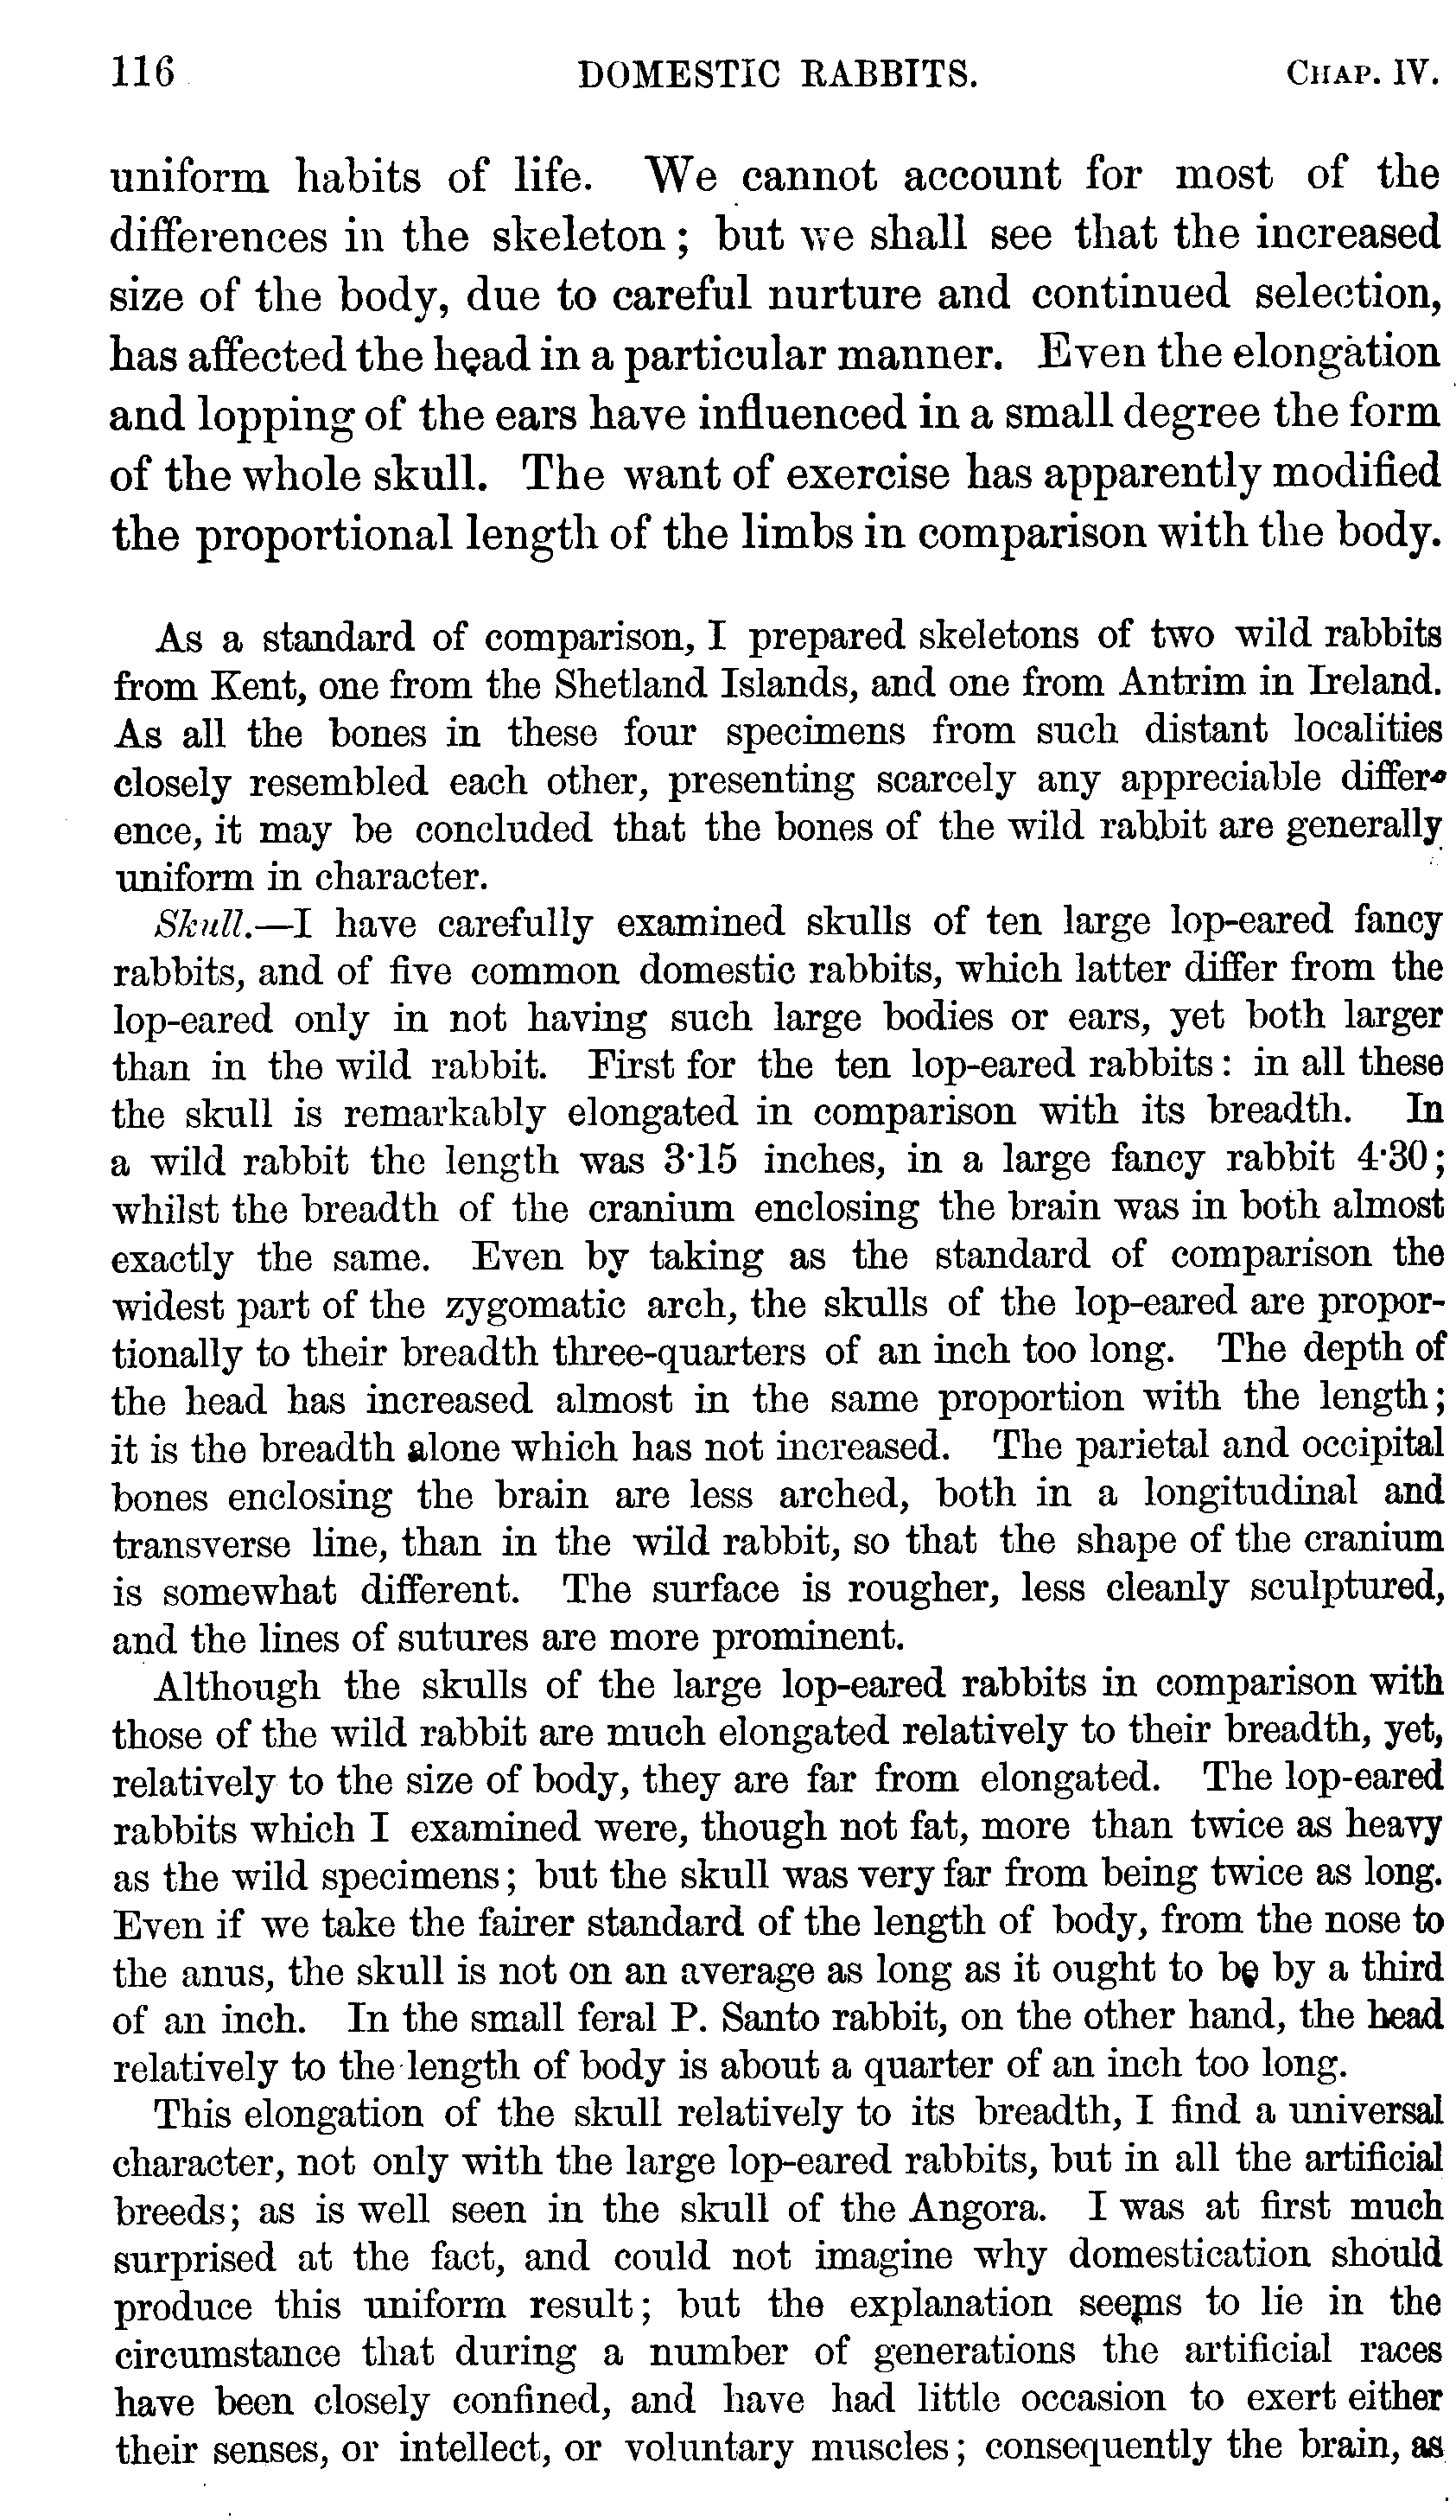 116 DOMESTIC RABBITS. CHAP. IV.
uniform habits of life. We cannot account for most of the
differences in the skeleton; but we shall see that the increased
size of the body, due to careful nurture and continued selection,
has affected the head in a particular manner. Even the elongation
and lopping of the ears have influenced in a small degree the form
of the whole skull. The want of exercise has apparently modified
the proportional length of the limbs in comparison with the body.
As a standard of comparison, I prepared skeletons of two wild rabbits
from Kent, one from the Shetland Islands, and one from Antrim in Ireland.
As all the bones in these four specimens from such distant localities
closely resembled each other, presenting scarcely any appreciable differ-
ence, it may be concluded that the bones of the wild rabbit are generally
uniform in character.
Skull.—I have carefully examined skulls of ten large lop-eared fancy
rabbits, and of five common domestic rabbits, which latter differ from the
lop-eared only in not having such large bodies or ears, yet both larger
than in the wild rabbit. First for the ten lop-eared rabbits: in all these
the skull is remarkably elongated in comparison with its breadth. In
a wild rabbit the length was 3·15 inches, in a large fancy rabbit 4·30;
whilst the breadth of the cranium enclosing the brain was in both almost
exactly the same. Even by taking as the standard of comparison the
widest part of the zygomatic arch, the skulls of the lop-eared are propor-
tionally to their breadth three-quarters of an inch too long. The depth of
the head has increased almost in the same proportion with the length;
it is the breadth alone which has not increased. The parietal and occipital
bones enclosing the brain are less arched, both in a longitudinal and
transverse line, than in the wild rabbit, so that the shape of the cranium
is somewhat different. The surface is rougher, less cleanly sculptured,
and the lines of sutures are more prominent.
Although the skulls of the large lop-eared rabbits in comparison with
those of the wild rabbit are much elongated relatively to their breadth, yet,
relatively to the size of body, they are far from elongated. The lop-eared
rabbits which I examined were, though not fat, more than twice as heavy
as the wild specimens; but the skull was very far from being twice as long.
Even if we take the fairer standard of the length of body, from the nose to
the anus, the skull is not on an average as long as it ought to be by a third
of an inch. In the small feral P. Santo rabbit, on the other hand, the head
relatively to the length of body is about a quarter of an inch too long.
This elongation of the skull relatively to its breadth, I find a universal
character, not only with the large lop-eared rabbits, but in all the artificial
breeds; as is well seen in the skull of the Angora. I was at first much
surprised at the fact, and could not imagine why domestication should
produce this uniform result; but the explanation seems to lie in the
circumstance that during a number of generations the artificial races
have been closely confined, and have had little occasion to exert either
their senses, or intellect, or voluntary muscles; consequently the brain, as